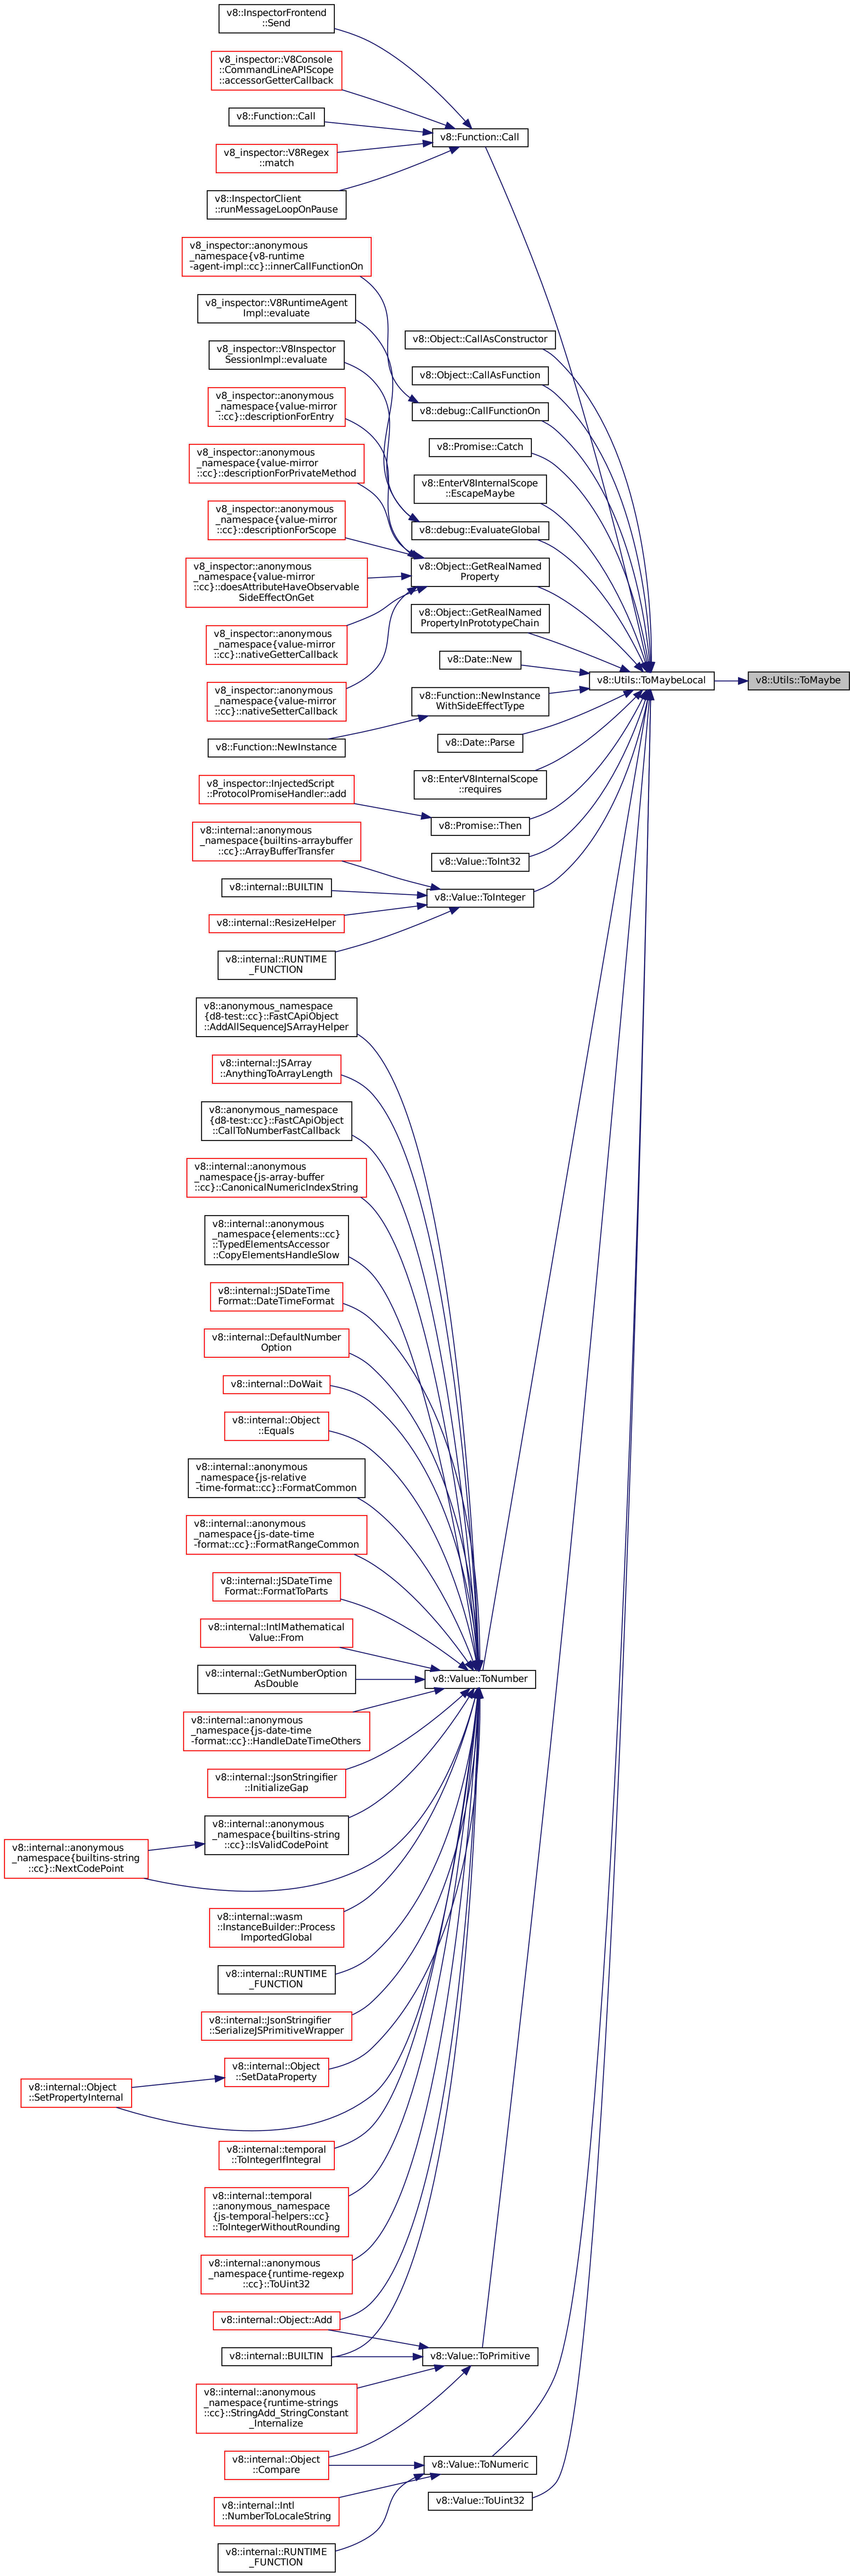 v8::InspectorFrontend
::Send
v8_inspector::V8Console
::CommandLineAPIScope
::accessorGetterCallback
v8::Function::Call
v8::Function::Call
v8_inspector::V8Regex
::match
v8::InspectorClient
::runMessageLoopOnPause
v8_inspector::anonymous
_namespace{v8-runtime
-agent-impl::cc}::innerCallFunctionOn
v8_inspector::V8RuntimeAgent
Impl::evaluate
v8::Object::CallAsConstructor
v8_inspector::V8Inspector
SessionImpl::evaluate
v8::Object::CallAsFunction
v8_inspector::anonymous
_namespace{value-mirror
::cc}::descriptionForEntry
v8::debug::CallFunctionOn
v8::Promise::Catch
v8_inspector::anonymous
_namespace{value-mirror
::cc}::descriptionForPrivateMethod
v8::EnterV8InternalScope
::EscapeMaybe
v8_inspector::anonymous
_namespace{value-mirror
::cc}::descriptionForScope
v8::debug::EvaluateGlobal
v8_inspector::anonymous
_namespace{value-mirror
::cc}::doesAttributeHaveObservable
SideEffectOnGet
v8::Object::GetRealNamed
Property
v8::Object::GetRealNamed
PropertyInPrototypeChain
v8_inspector::anonymous
_namespace{value-mirror
::cc}::nativeGetterCallback
v8::Date::New
v8::Utils::ToMaybeLocal
v8::Utils::ToMaybe
v8_inspector::anonymous
_namespace{value-mirror
::cc}::nativeSetterCallback
v8::Function::NewInstance
WithSideEffectType
v8::Function::NewInstance
v8::Date::Parse
v8_inspector::InjectedScript
::ProtocolPromiseHandler::add
v8::EnterV8InternalScope
::requires
v8::Promise::Then
v8::internal::anonymous
_namespace{builtins-arraybuffer
::cc}::ArrayBufferTransfer
v8::Value::ToInt32
v8::internal::BUILTIN
v8::Value::ToInteger
v8::internal::ResizeHelper
v8::internal::RUNTIME
_FUNCTION
v8::anonymous_namespace
{d8-test::cc}::FastCApiObject
::AddAllSequenceJSArrayHelper
v8::internal::JSArray
::AnythingToArrayLength
v8::anonymous_namespace
{d8-test::cc}::FastCApiObject
::CallToNumberFastCallback
v8::internal::anonymous
_namespace{js-array-buffer
::cc}::CanonicalNumericIndexString
v8::internal::anonymous
_namespace{elements::cc}
::TypedElementsAccessor
::CopyElementsHandleSlow
v8::internal::JSDateTime
Format::DateTimeFormat
v8::internal::DefaultNumber
Option
v8::internal::DoWait
v8::internal::Object
::Equals
v8::internal::anonymous
_namespace{js-relative
-time-format::cc}::FormatCommon
v8::internal::anonymous
_namespace{js-date-time
-format::cc}::FormatRangeCommon
v8::internal::JSDateTime
Format::FormatToParts
v8::internal::IntlMathematical
Value::From
v8::internal::GetNumberOption
AsDouble
v8::Value::ToNumber
v8::internal::anonymous
_namespace{js-date-time
-format::cc}::HandleDateTimeOthers
v8::internal::JsonStringifier
::InitializeGap
v8::internal::anonymous
_namespace{builtins-string
::cc}::IsValidCodePoint
v8::internal::anonymous
_namespace{builtins-string
::cc}::NextCodePoint
v8::internal::wasm
::InstanceBuilder::Process
ImportedGlobal
v8::internal::RUNTIME
_FUNCTION
v8::internal::JsonStringifier
::SerializeJSPrimitiveWrapper
v8::internal::Object
::SetDataProperty
v8::internal::Object
::SetPropertyInternal
v8::internal::temporal
::ToIntegerIfIntegral
v8::internal::temporal
::anonymous_namespace
{js-temporal-helpers::cc}
::ToIntegerWithoutRounding
v8::internal::anonymous
_namespace{runtime-regexp
::cc}::ToUint32
v8::internal::Object::Add
v8::internal::BUILTIN
v8::Value::ToPrimitive
v8::internal::anonymous
_namespace{runtime-strings
::cc}::StringAdd_StringConstant
_Internalize
v8::internal::Object
::Compare
v8::Value::ToNumeric
v8::internal::Intl
::NumberToLocaleString
v8::Value::ToUint32
v8::internal::RUNTIME
_FUNCTION